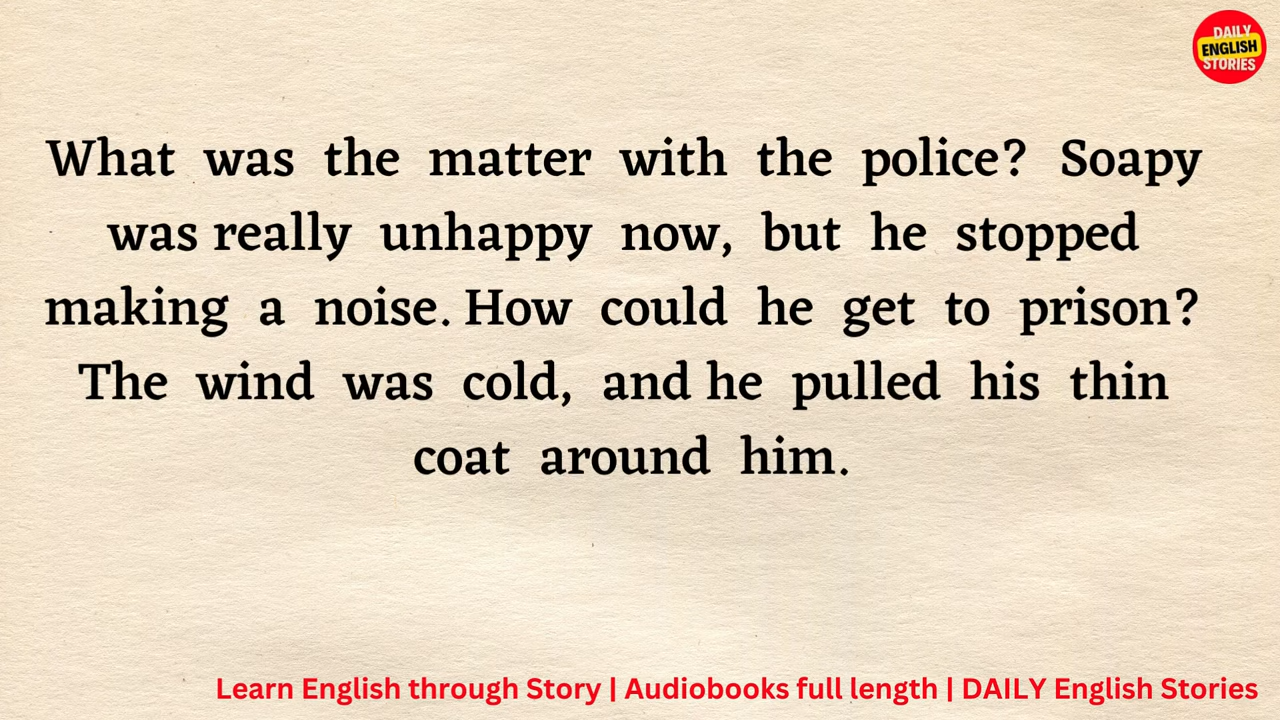 DAILY
ENGLISH
STORIES
What was the matter with the police? Soapy
was really unhappy now, but he stopped
making a noise. How could he get to prison?
The wind was cold, and he pulled his thin
coat around him.
Learn English through Story | Audiobooks full length | DAILY English Stories